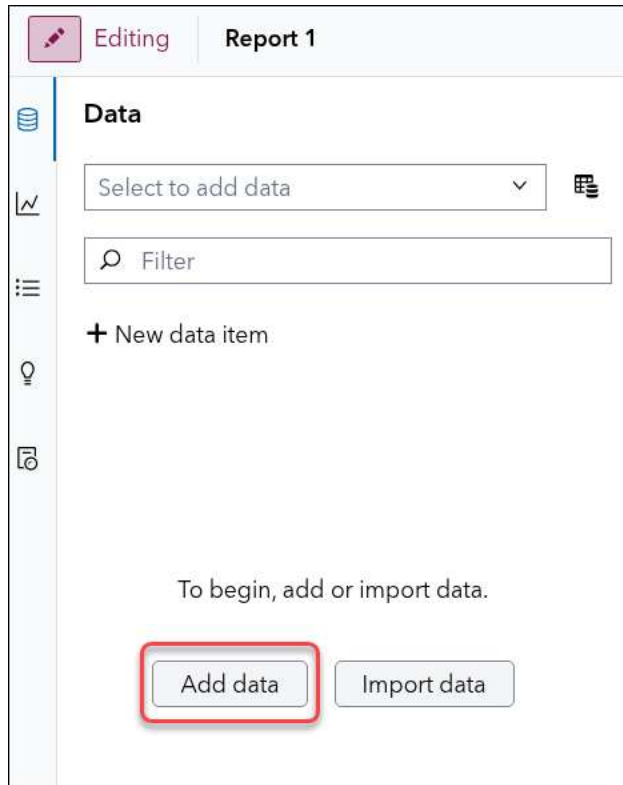 Editing Report 1
Data
Select to add data
Filter
+ New data item
To begin, add or import data.
Add data Import data